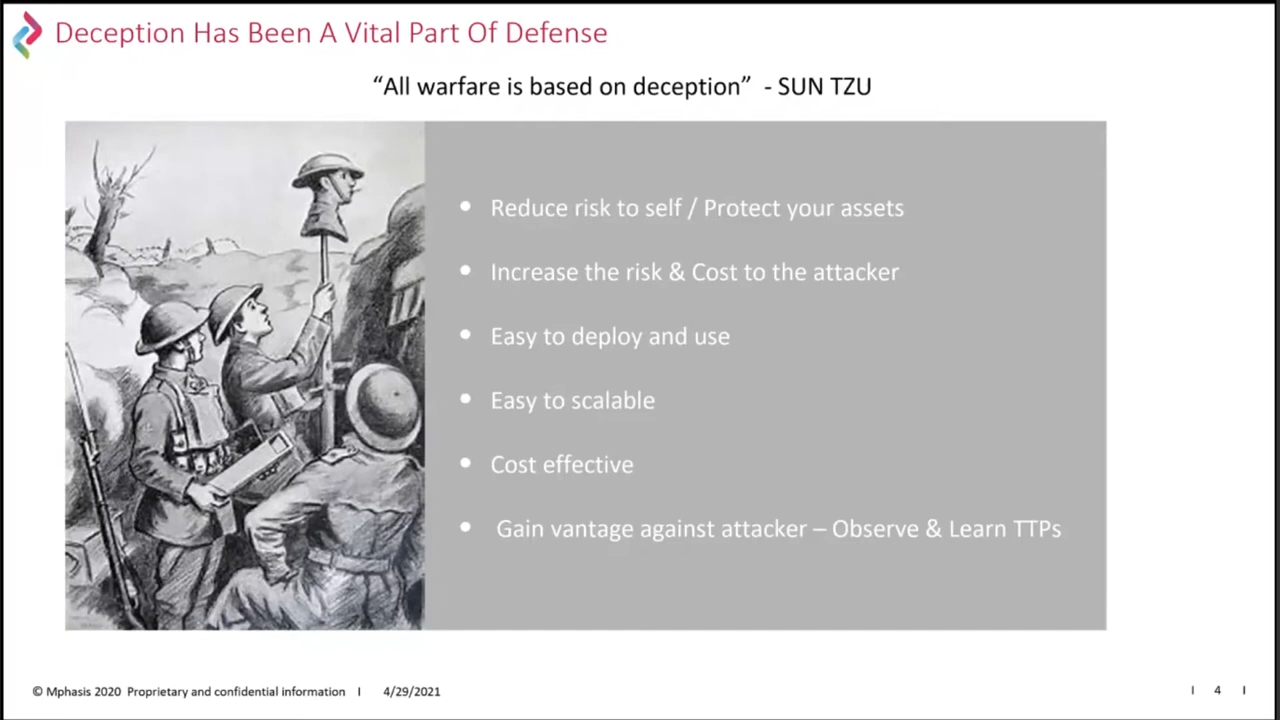 Deception Has Been A Vital Part Of Defense
“All warfare is based on deception”  - SUN TZU
• Reduce risk to self / Protect your assets
• Increase the risk & Cost to the attacker
• Easy to deploy and use
• Easy to scalable
• Cost effective
• Gain vantage against attacker – Observe & Learn TTPs
© Mphasis 2020 Proprietary and confidential information | 4/29/2021
| 4 |